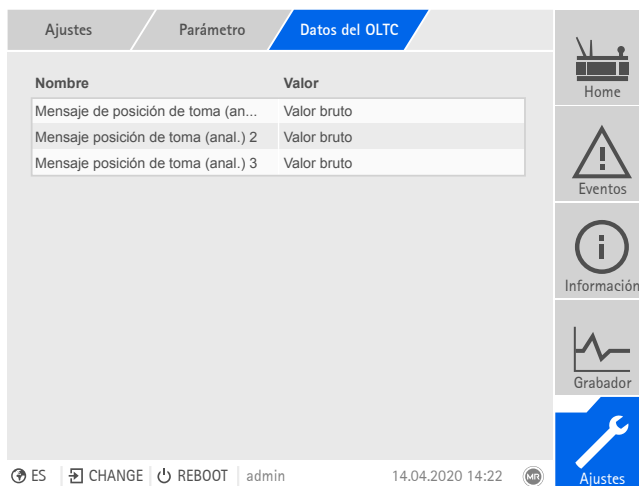 Ajustes Parámetro Datos del OLTC
Nombre Valor
Mensaje de posición de toma (an... Valor bruto
Mensaje posición de toma (anal.) 2 Valor bruto
Mensaje posición de toma (anal.) 3 Valor bruto
Home
Eventos
Información
Grabador
Ajustes
ES CHANGE REBOOT admin 14.04.2020 14:22 MR